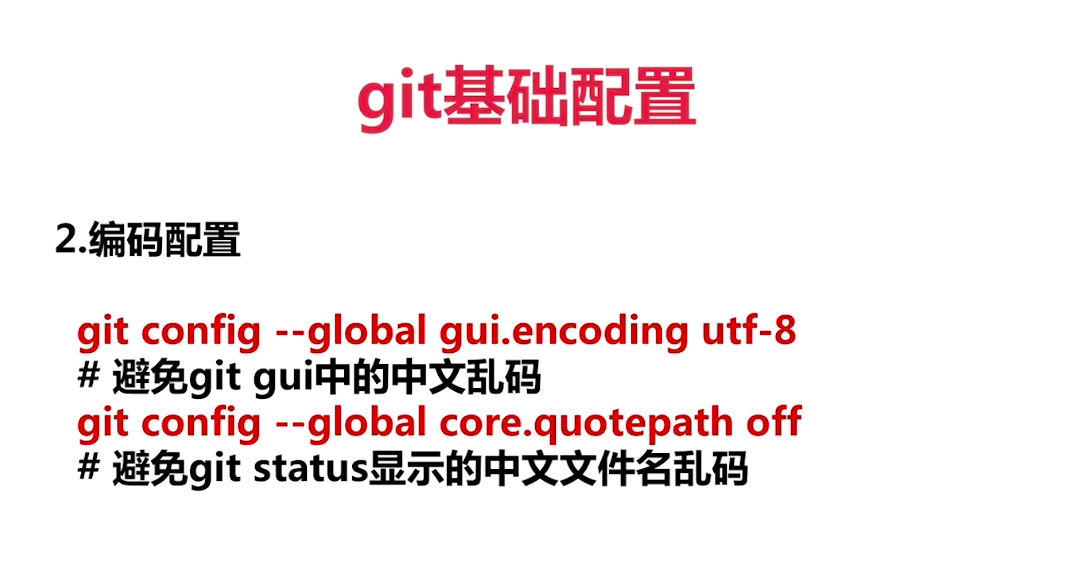 git基础配置
2.编码配置
git config --global gui.encoding utf-8
# 避免git gui中的中文乱码
git config --global core.quotepath off
# 避免git status显示的中文文件名乱码